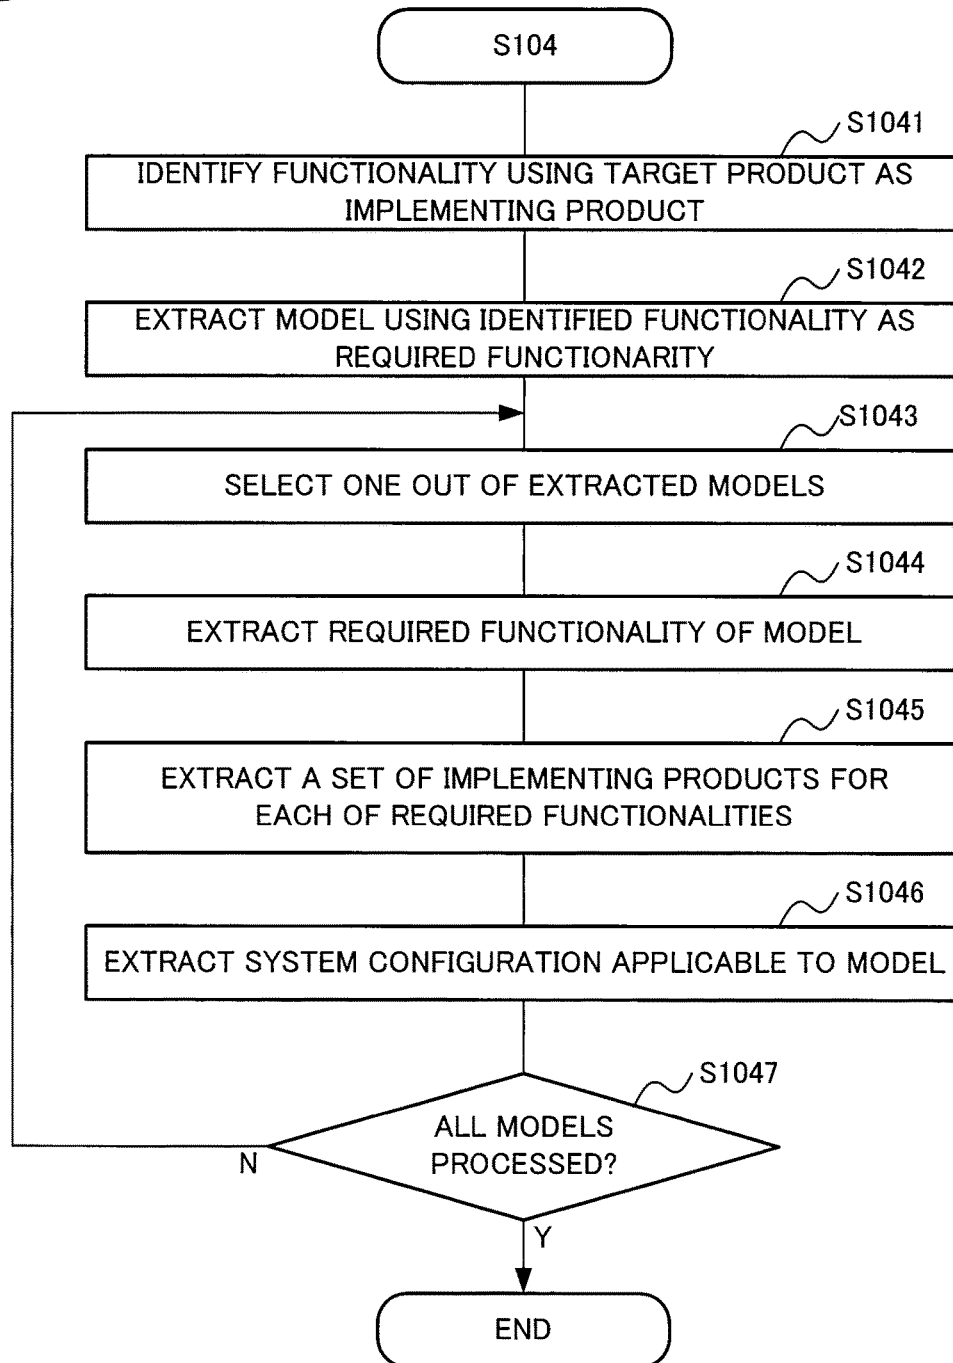 S104
S1041
IDENTIFY FUNCTIONALITY USING TARGET PRODUCT AS
IMPLEMENTING PRODUCT
S1042
EXTRACT MODEL USING IDENTIFIED FUNCTIONALITY AS
REQUIRED FUNCTIONARITY
S1043
SELECT ONE OUT OF EXTRACTED MODELS
S1044
EXTRACT REQUIRED FUNCTIONALITY OF MODEL
S1045
EXTRACT A SET OF IMPLEMENTING PRODUCTS FOR
EACH OF REQUIRED FUNCTIONALITIES
S1046
EXTRACT SYSTEM CONFIGURATION APPLICABLE TO MODEL
S1047
ALL MODELS
PROCESSED?
N
Y
END